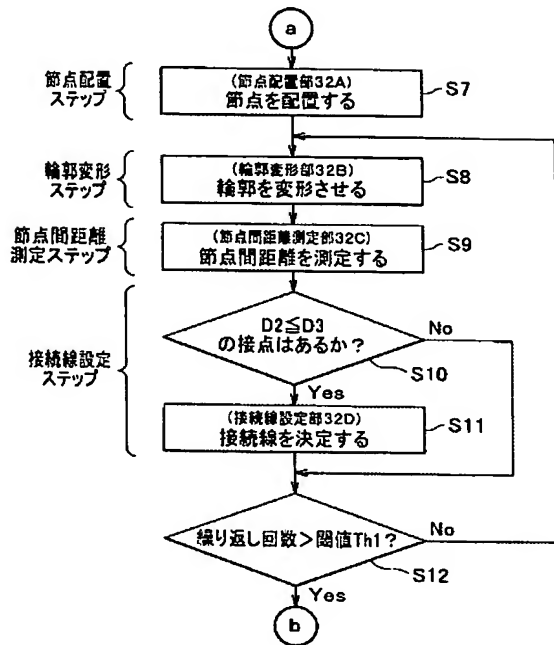 a
節点配置
ステップ
(節点配置部32A)
節点を配置する
S7
輪郭変形
ステップ
(輪郭変形部32B)
輪郭を変形させる
S8
節点間距離
測定ステップ
(節点間距離測定部32C)
節点間距離を測定する
S9
接続線設定
ステップ
D2≦D3
の接点はあるか?
No
S10
Yes
(接続線設定部32D)
接続線を決定する
S11
繰り返し回数>閾値Th1?
No
S12
Yes
b